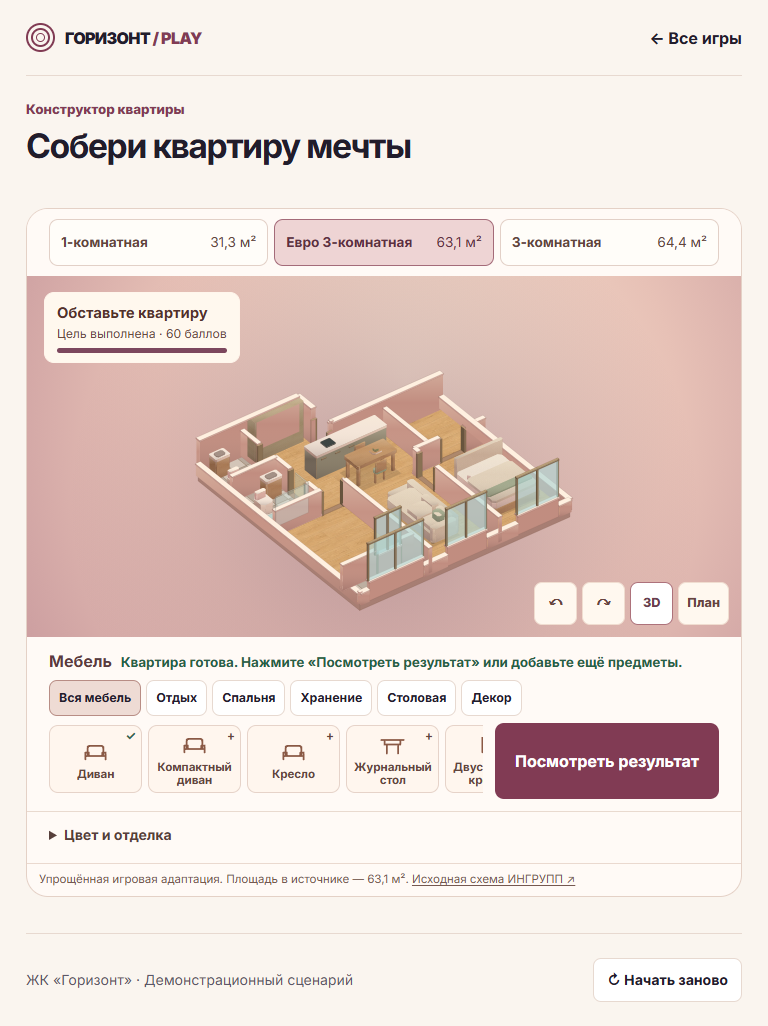 ГОРИЗОНТ / PLAY
← Все игры
Конструктор квартиры
Собери квартиру мечты
1-комнатная 31,3 м²
Евро 3-комнатная 63,1 м²
3-комнатная 64,4 м²
Обставьте квартиру
Цель выполнена · 60 баллов
3D
План
Мебель Квартира готова. Нажмите «Посмотреть результат» или добавьте ещё предметы.
Вся мебель
Отдых
Спальня
Хранение
Столовая
Декор
✓
Диван
+
Компактный
диван
+
Кресло
+
Журнальный
стол
Двус
кр
Посмотреть результат
▶ Цвет и отделка
Упрощённая игровая адаптация. Площадь в источнике — 63,1 м². Исходная схема ИНГРУПП ↗
ЖК «Горизонт» · Демонстрационный сценарий
↻ Начать заново